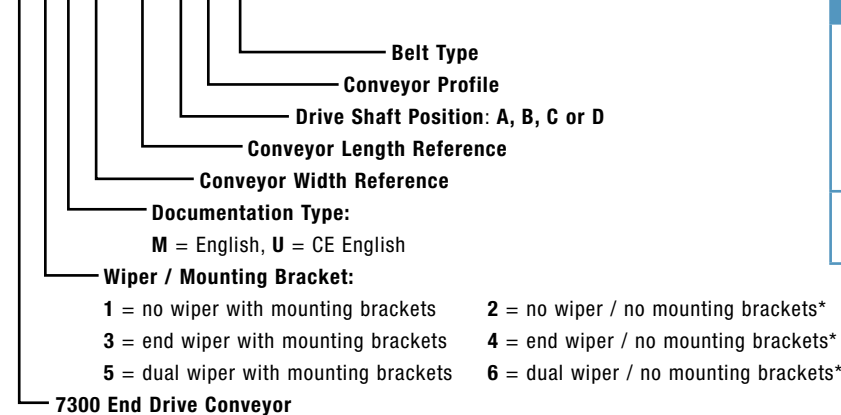 Belt Type
Conveyor Profile
Drive Shaft Position: A, B, C or D
Conveyor Length Reference
Conveyor Width Reference
Documentation Type:
M = English, U = CE English
Wiper / Mounting Bracket:
1 = no wiper with mounting brackets 2 = no wiper / no mounting brackets*
3 = end wiper with mounting brackets 4 = end wiper / no mounting brackets*
5 = dual wiper with mounting brackets 6 = dual wiper / no mounting brackets*
7300 End Drive Conveyor